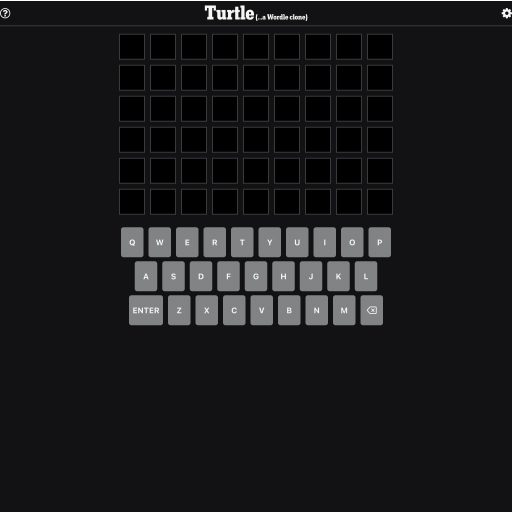 Turtle (...a Wordle clone)
Q W E R T Y U I O P
A S D F G H J K L
ENTER Z X C V B N M